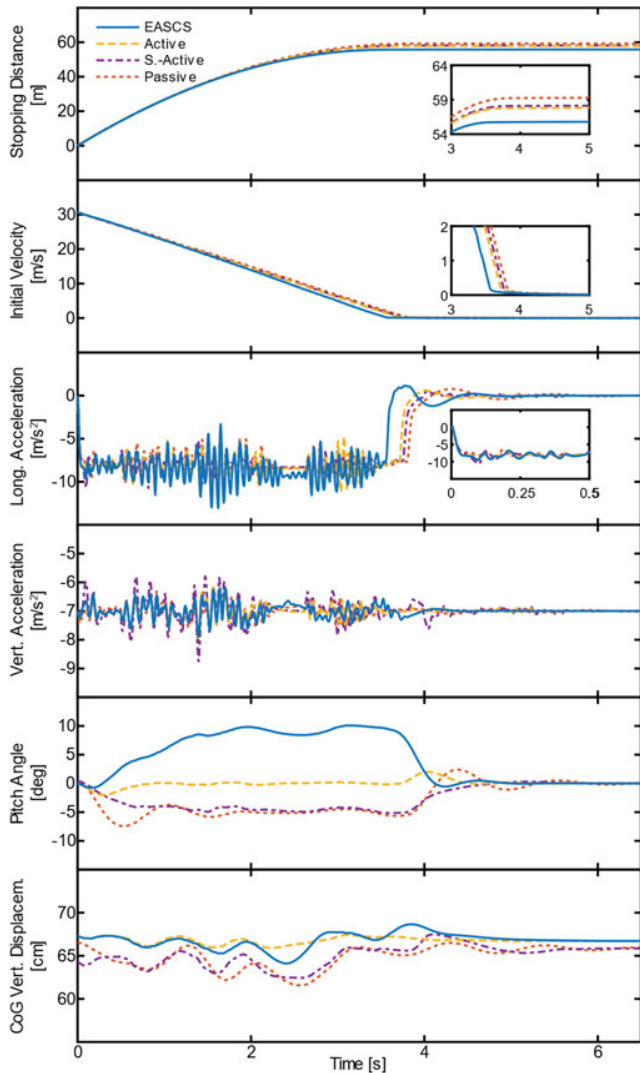 Stopping Distance
[m]
60
40
20
0
EASCS
Active
S.-Active
Passive
64
59
54
3
4
5
Initial Velocity
[m/s]
30
20
10
0
2
1
0
3
4
5
Long. Acceleration
[m/s²]
0
-5
-10
0
-5
-10
0
0.25
0.5
Vert. Acceleration
[m/s²]
-5
-6
-7
-8
-9
Pitch Angle
[deg]
10
5
0
-5
-10
CoG Vert. Displacem.
[cm]
70
65
60
0
2
4
6
Time [s]